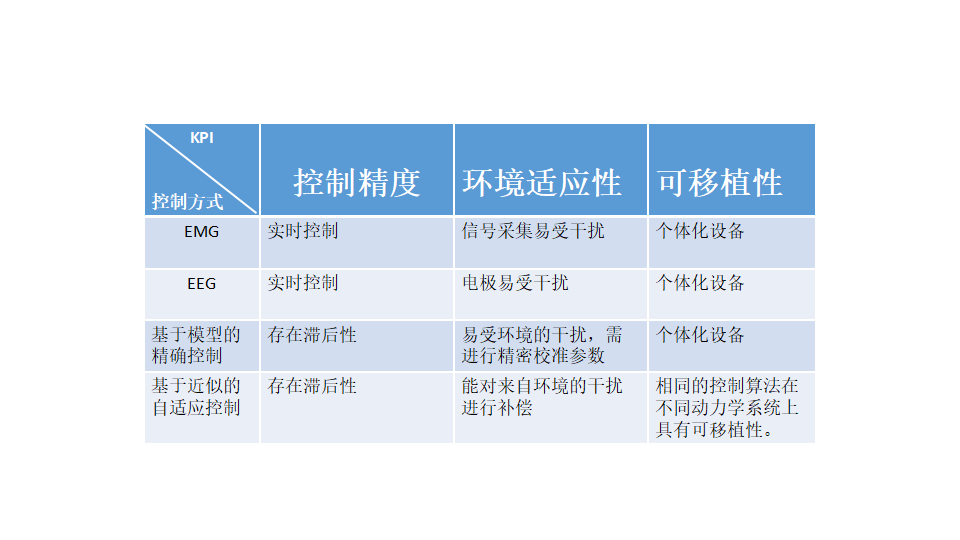 KPI
控制方式
控制精度
环境适应性
可移植性
EMG
实时控制
信号采集易受干扰
个体化设备
EEG
实时控制
电极易受干扰
个体化设备
基于模型的
精确控制
存在滞后性
易受环境的干扰，需
进行精密校准参数
个体化设备
基于近似的
自适应控制
存在滞后性
能对来自环境的干扰
进行补偿
相同的控制算法在
不同动力学系统上
具有可移植性。